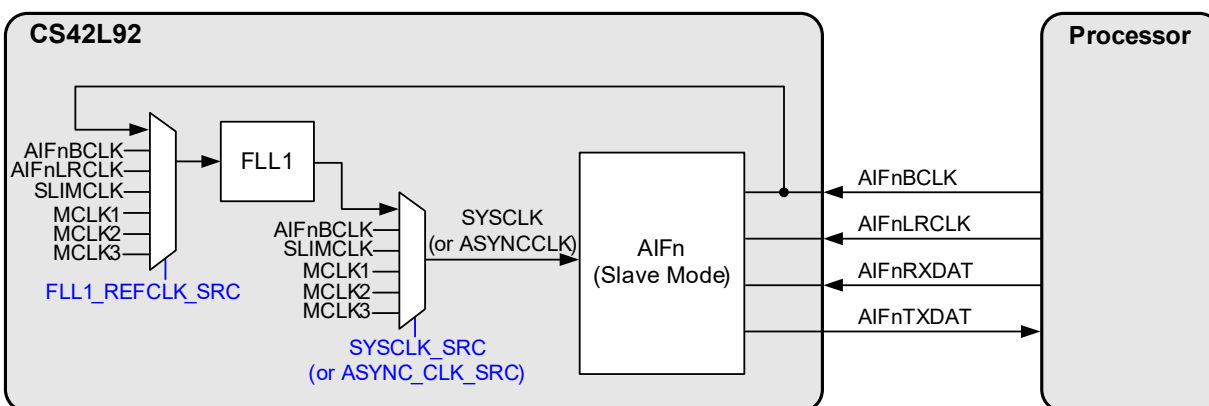 CS42L92
Processor
AIFnBCLK
AIFnLRCLK
SLIMCLK
MCLK1
MCLK2
MCLK3
FLL1_REFCLK_SRC
FLL1
AIFnBCLK
SLIMCLK
MCLK1
MCLK2
MCLK3
SYSCLK_SRC
(or ASYNC_CLK_SRC)
SYSCLK
(or ASYNCCLK)
AIFn
(Slave Mode)
AIFnBCLK
AIFnLRCLK
AIFnRXDAT
AIFnTXDAT